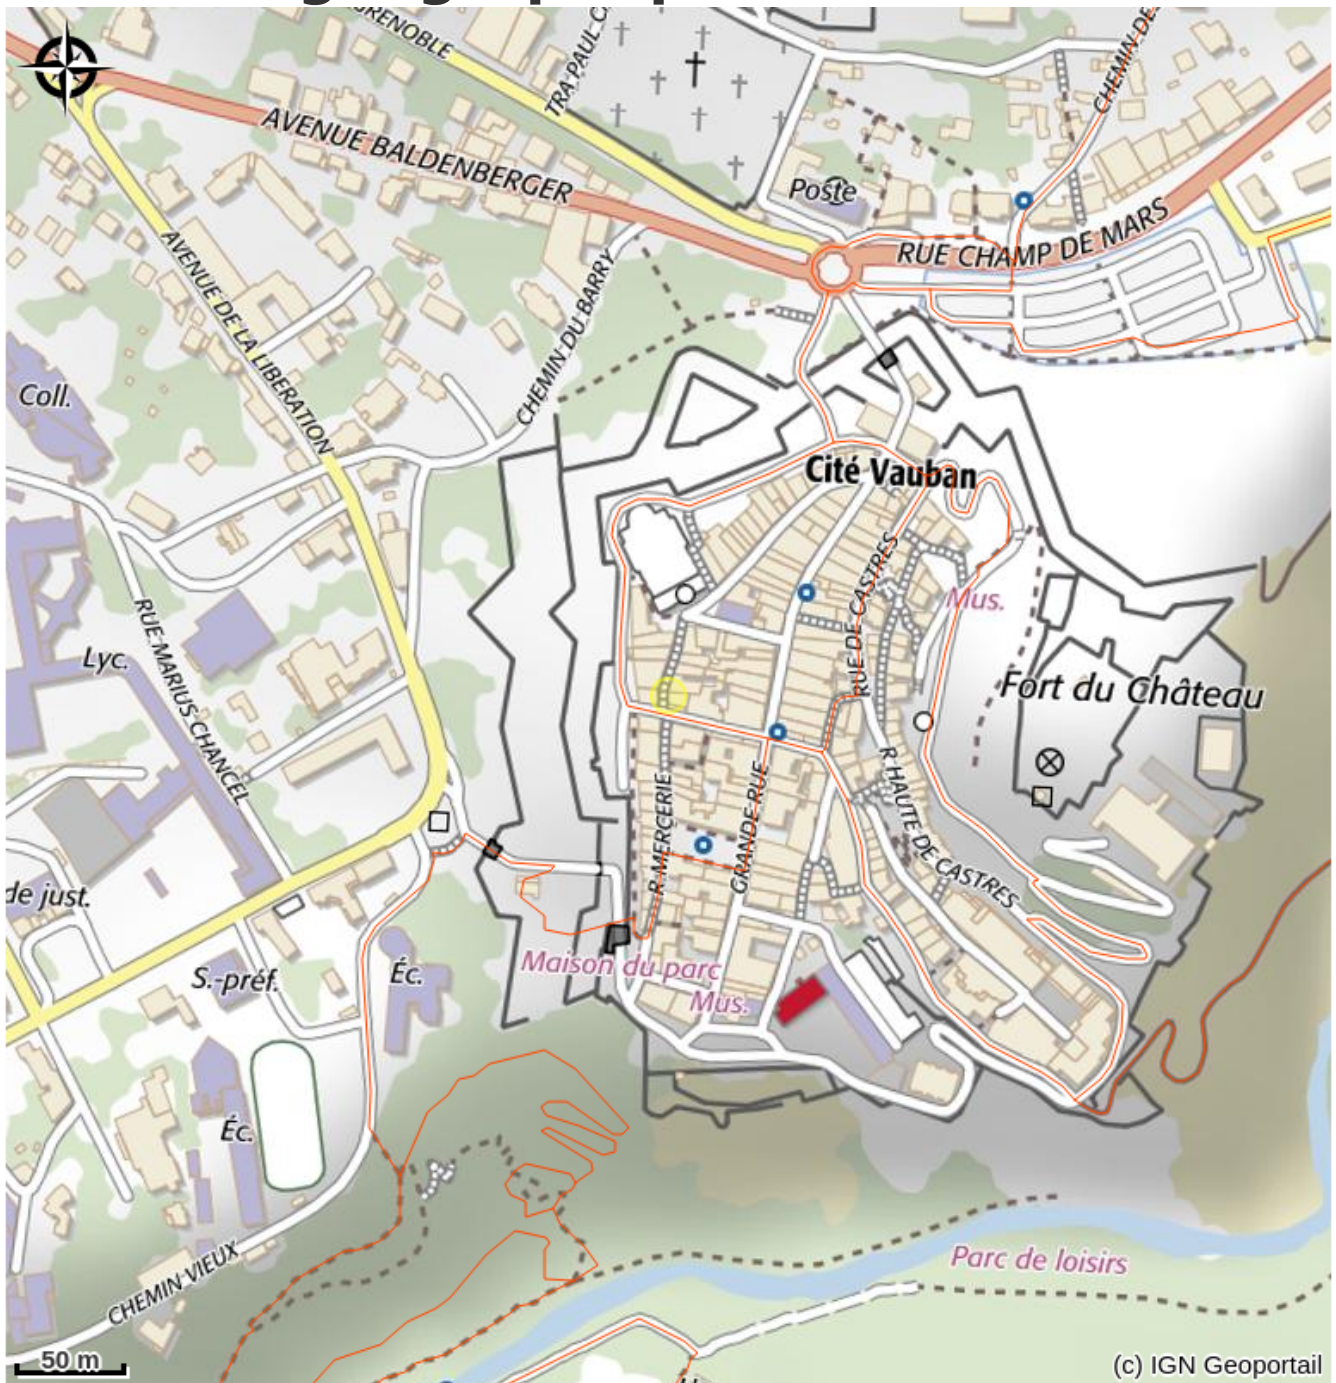 GRENOBLE
TRA PAUL
CHEMIN DE
AVENUE BALDENBERGER
Poste
RUE CHAMP DE MARS
AVENUE DE LA LIBERATION
CHEMIN DU BARRY
Coll.
Cité Vauban
RUE DE CASTRES
Mus.
RUE MARIUS CHANCEL
Lyc.
Fort du Château
R MERCERIE
GRANDE RUE
R HAUTE DE CASTRES
de just.
S.-préf.
Éc.
Maison du parc
Mus.
Éc.
CHEMIN VIEUX
Parc de loisirs
50 m
(c) IGN Geoportail